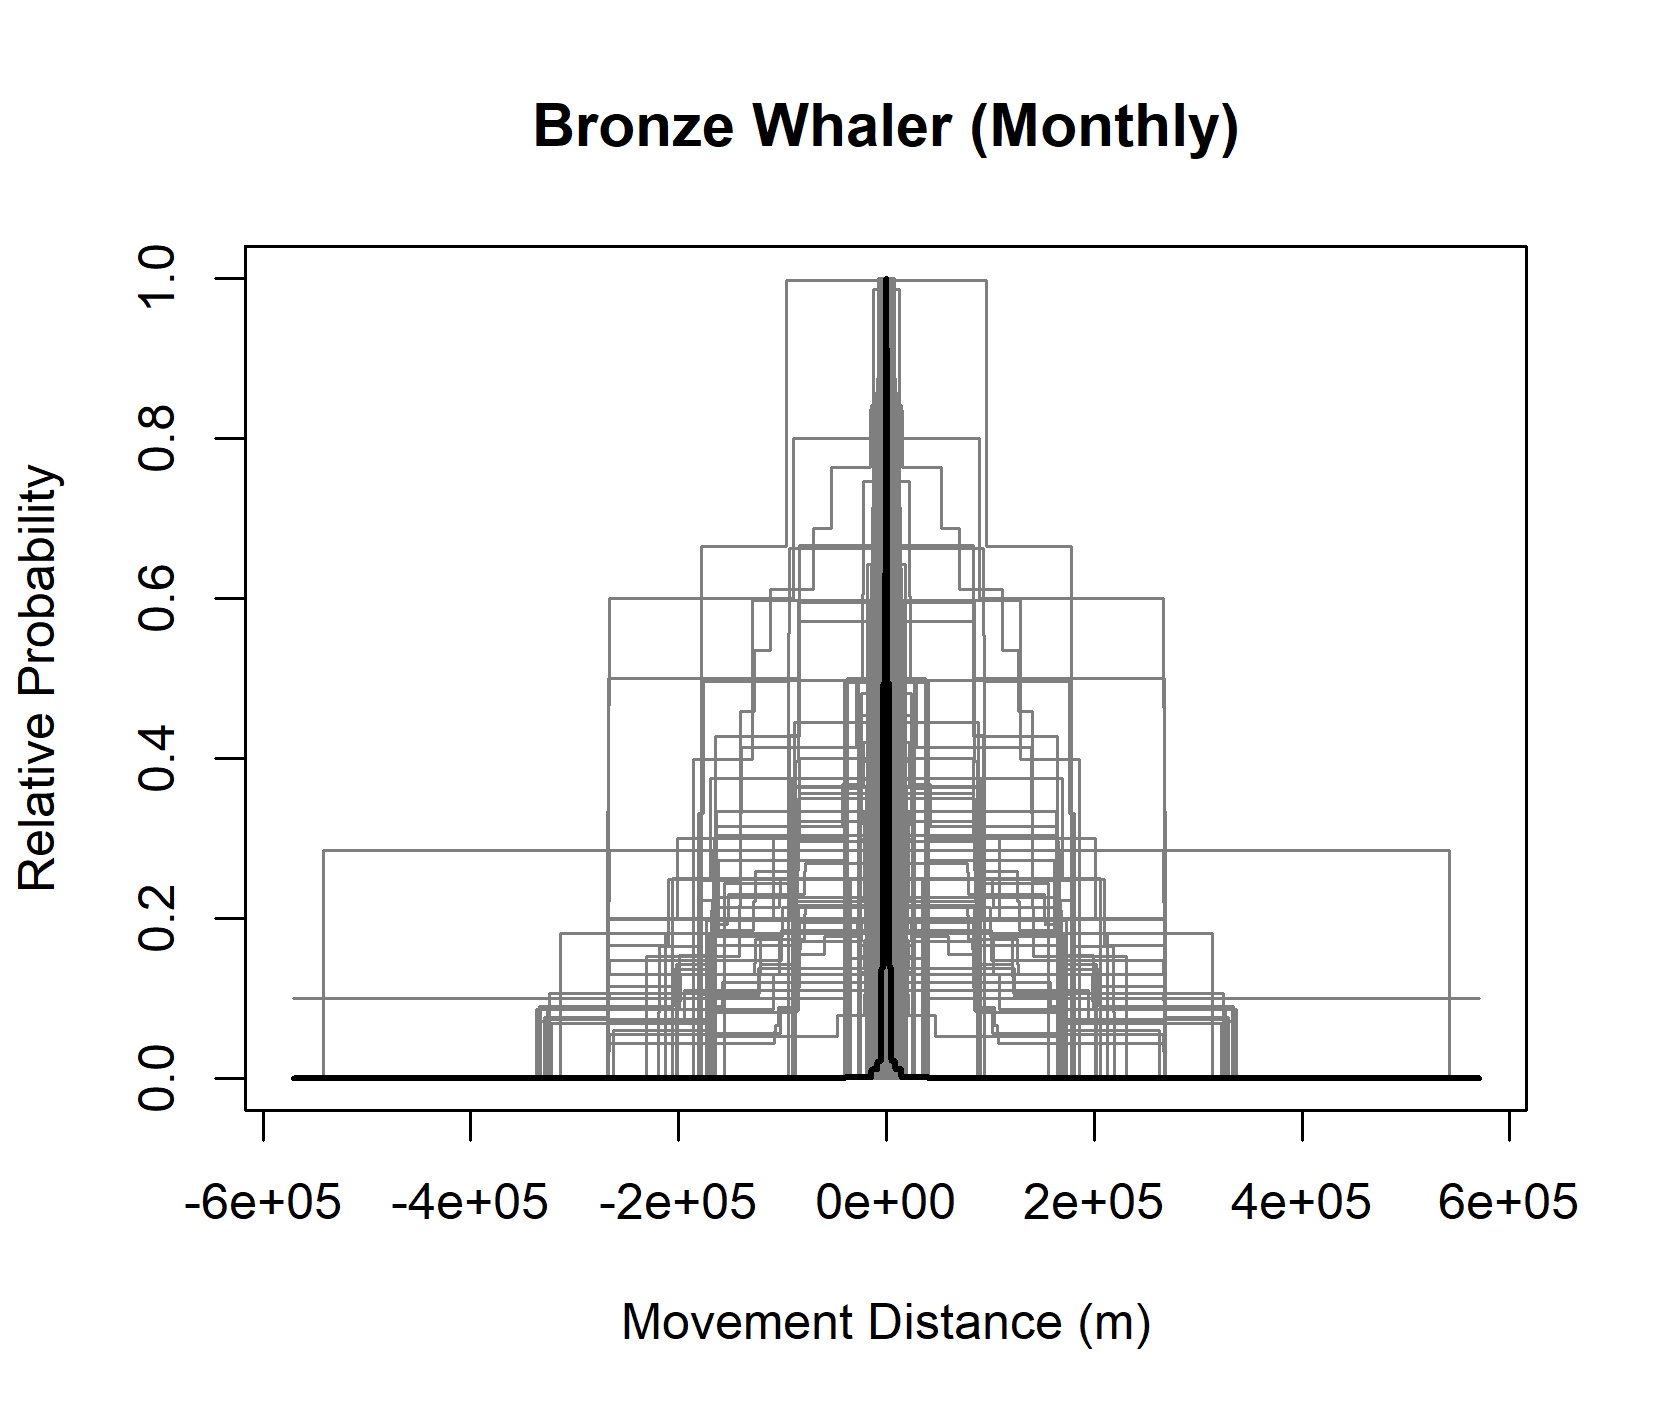 Bronze Whaler (Monthly)
Relative Probability
1.0
0.8
0.6
0.4
0.2
0.0
-6e+05 -4e+05 -2e+05 0e+00 2e+05 4e+05 6e+05
Movement Distance (m)